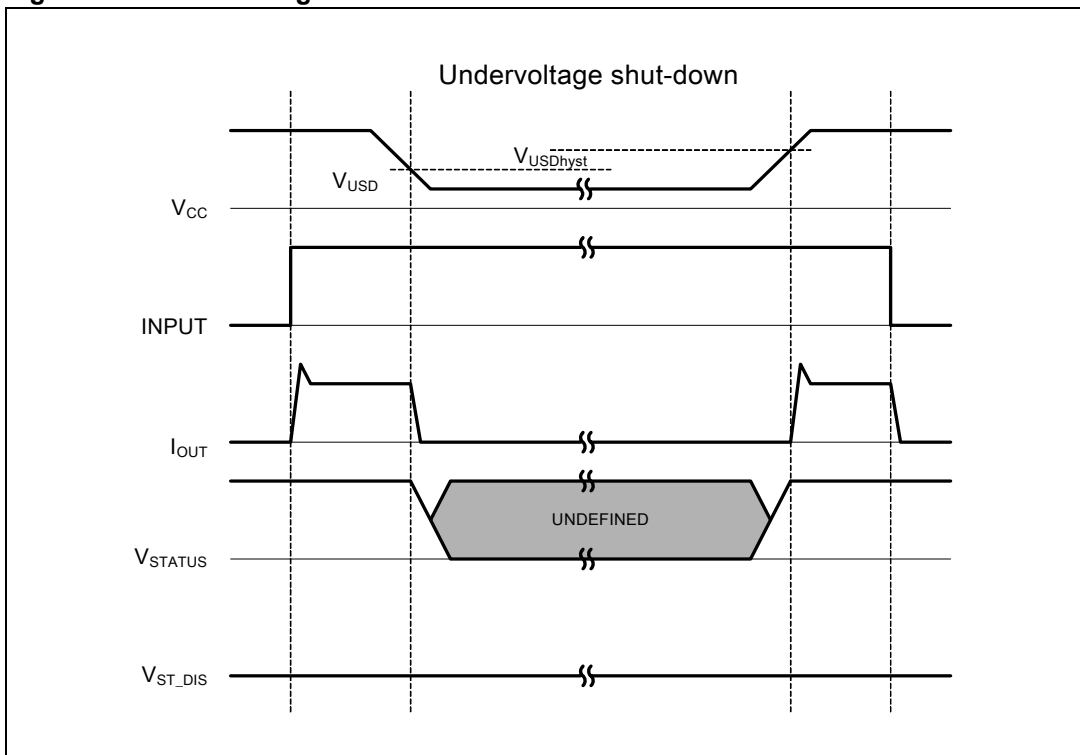 Undervoltage shut-down
V_USDhyst
V_USD
V_CC
INPUT
I_OUT
UNDEFINED
V_STATUS
V_ST_DIS